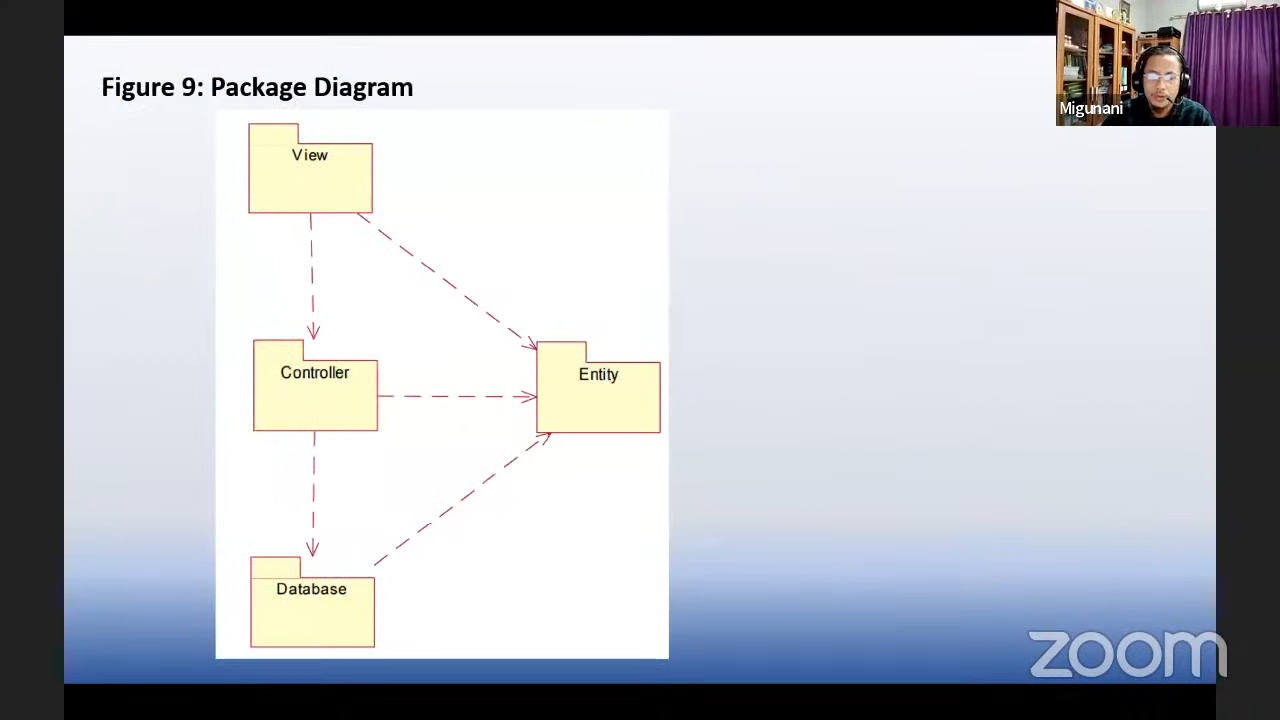 Figure 9: Package Diagram
Migunani
View
Controller
Entity
Database
zoom